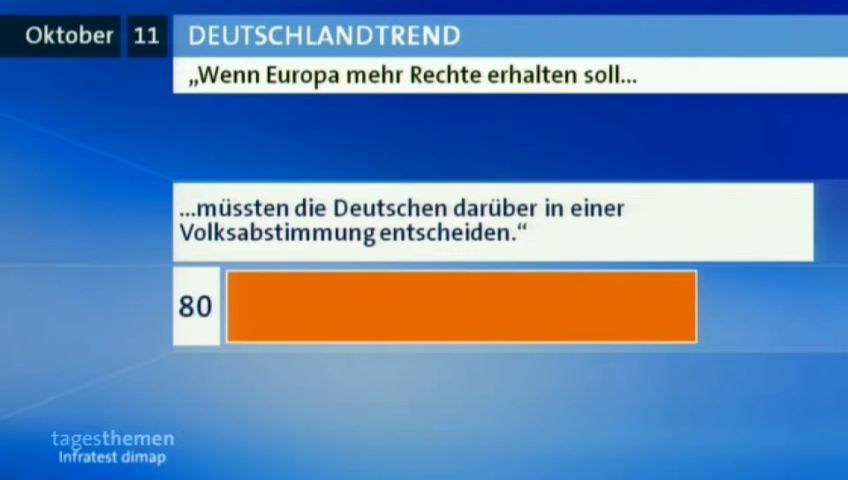 Oktober 11 DEUTSCHLANDTREND
„Wenn Europa mehr Rechte erhalten soll...
...müssten die Deutschen darüber in einer
Volksabstimmung entscheiden.“
80
tagesthemen
Infratest dimap